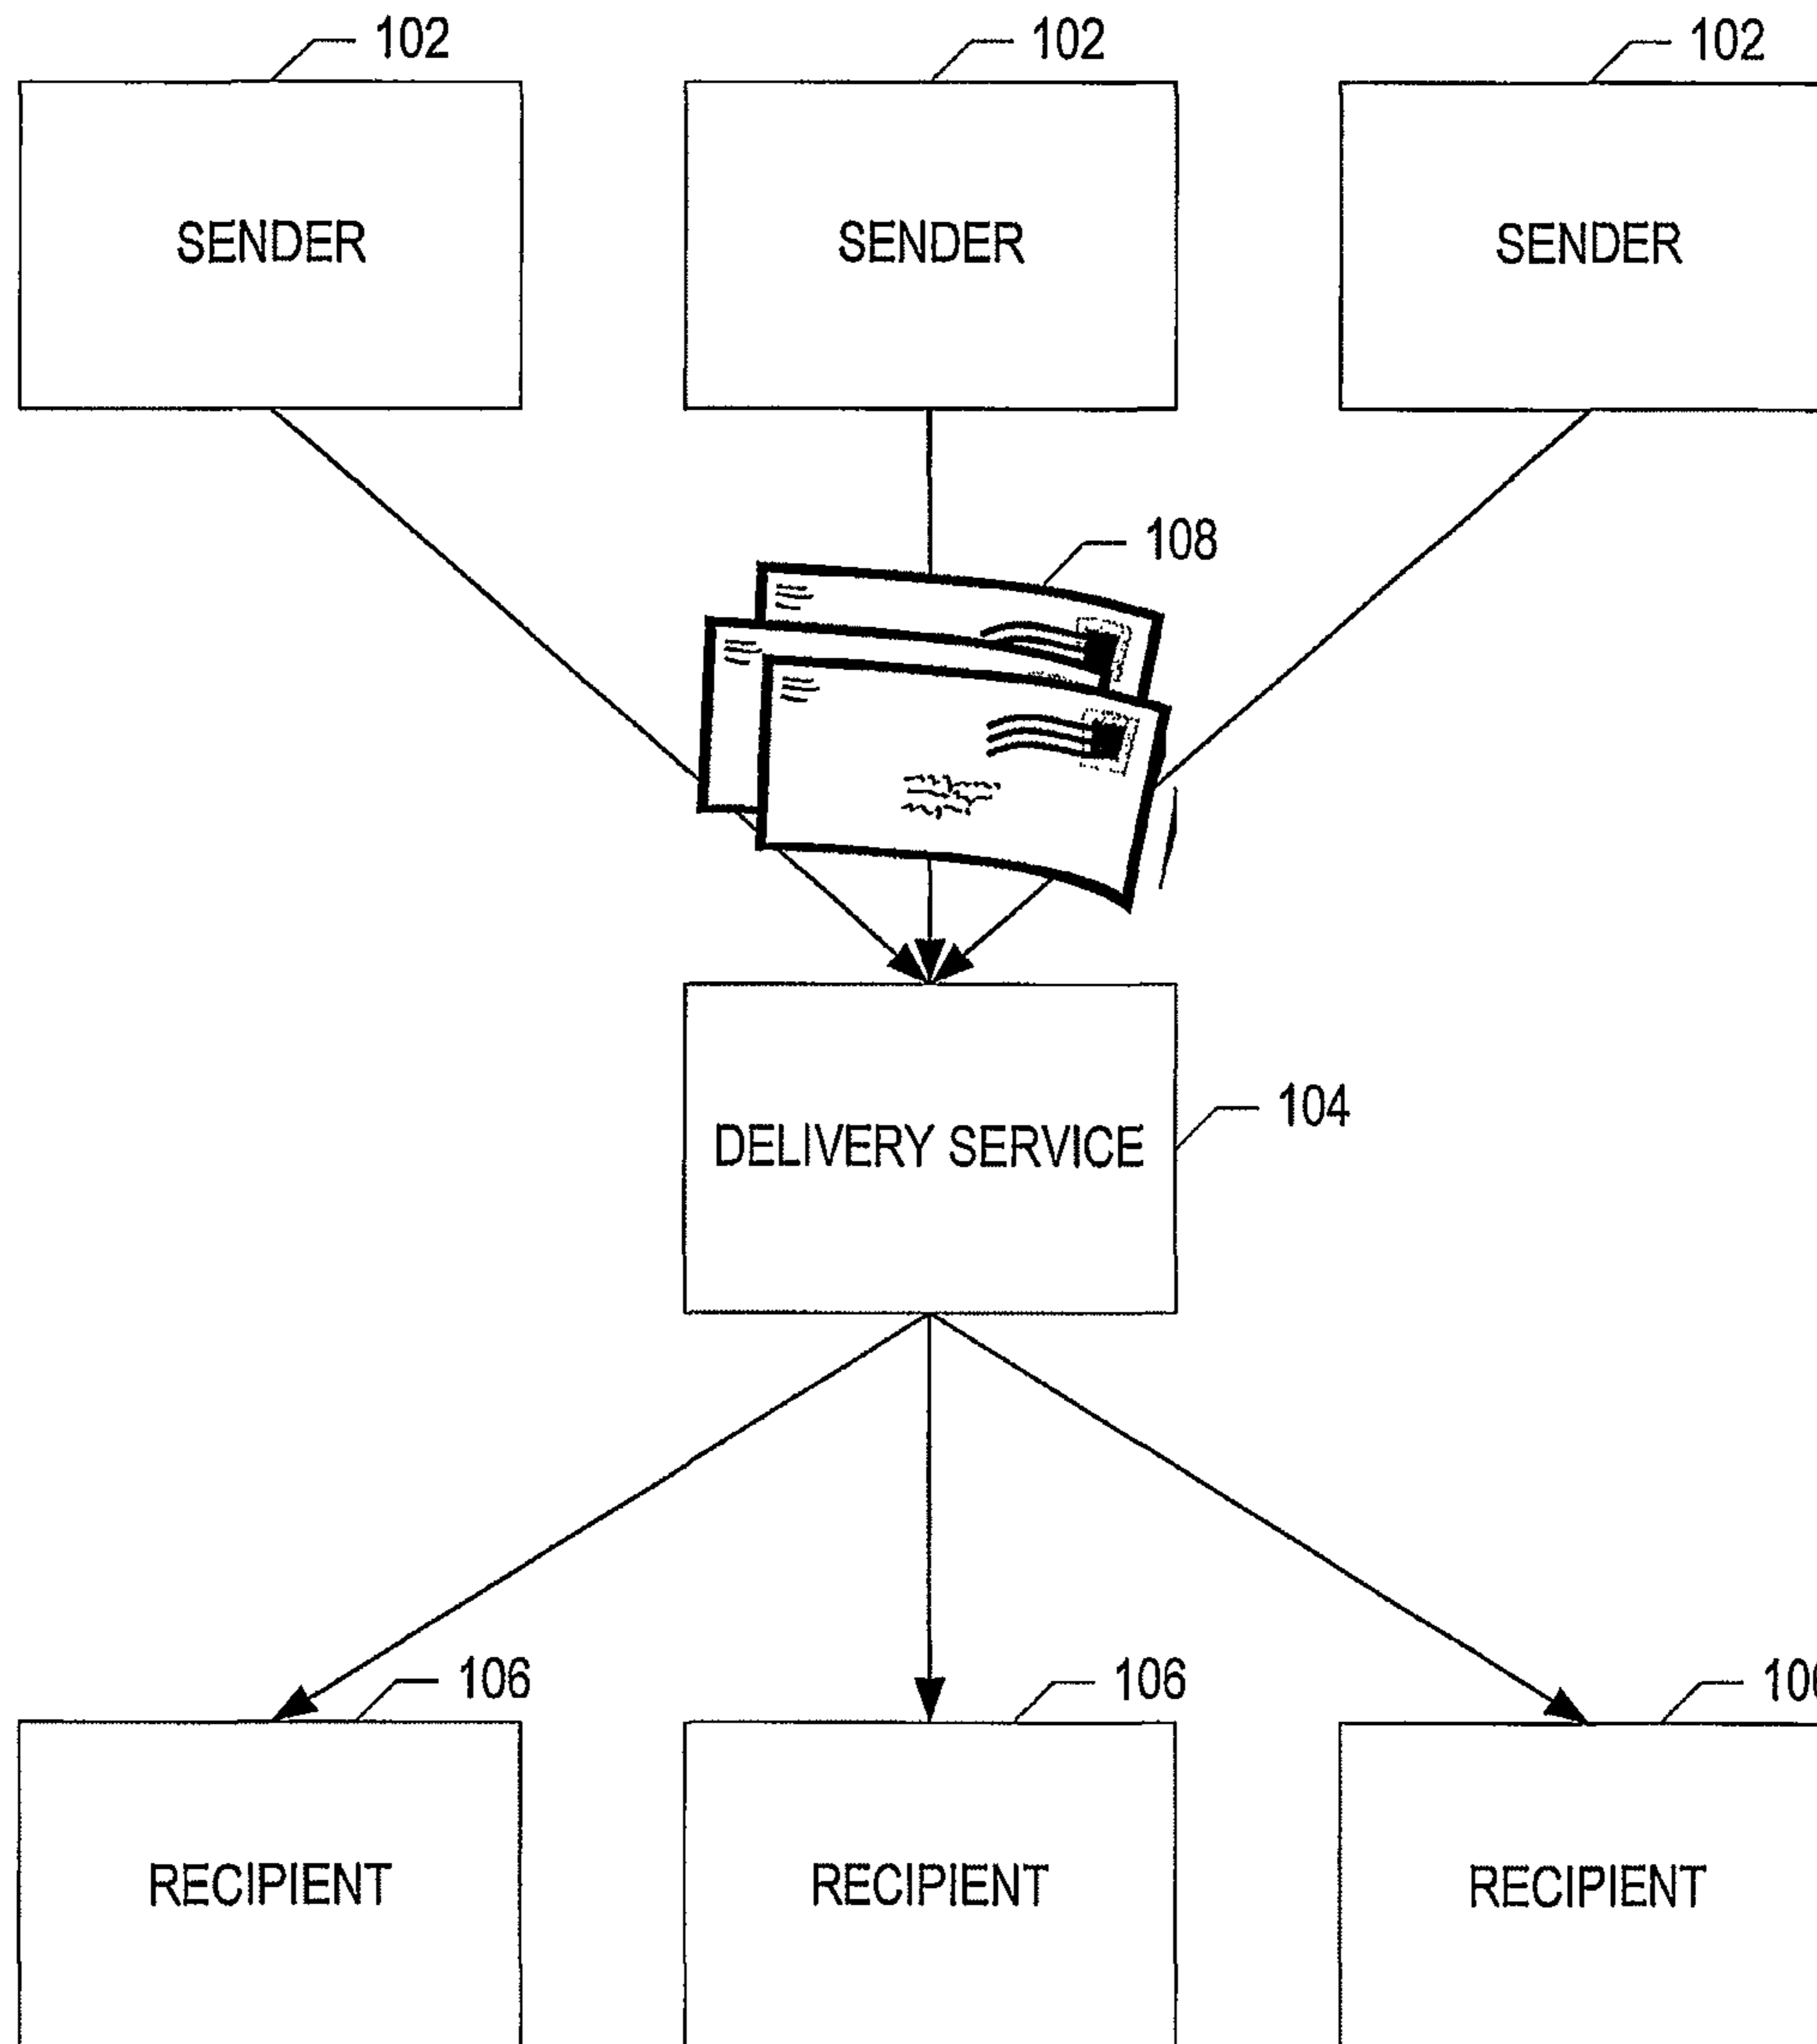 102 102 102
SENDER SENDER SENDER
108
104
DELIVERY SERVICE
106 106
RECIPIENT RECIPIENT RECIPIENT